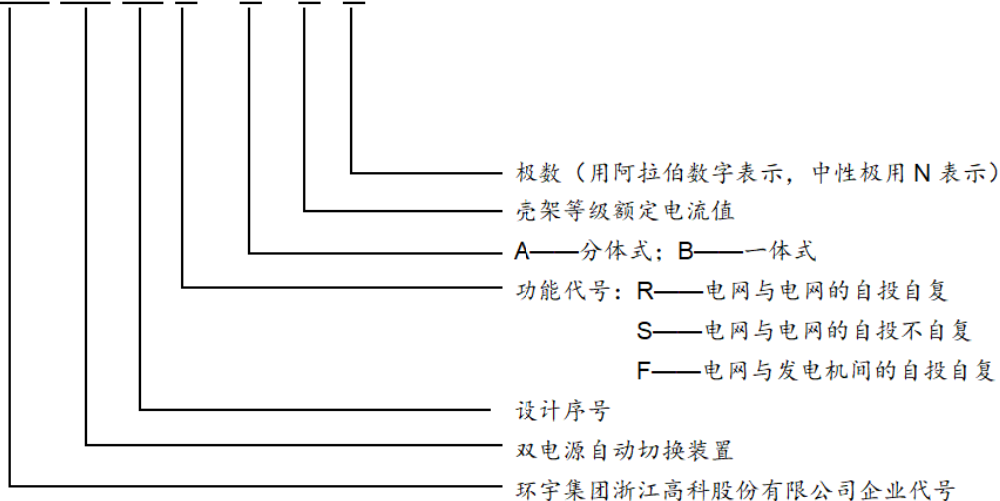 极数（用阿拉伯数字表示，中性极用 N 表示）
壳架等级额定电流值
A——分体式；B——一体式
功能代号：R——电网与电网的自投自复
S——电网与电网的自投不自复
F——电网与发电机间的自投自复
设计序号
双电源自动切换装置
环宇集团浙江高科股份有限公司企业代号